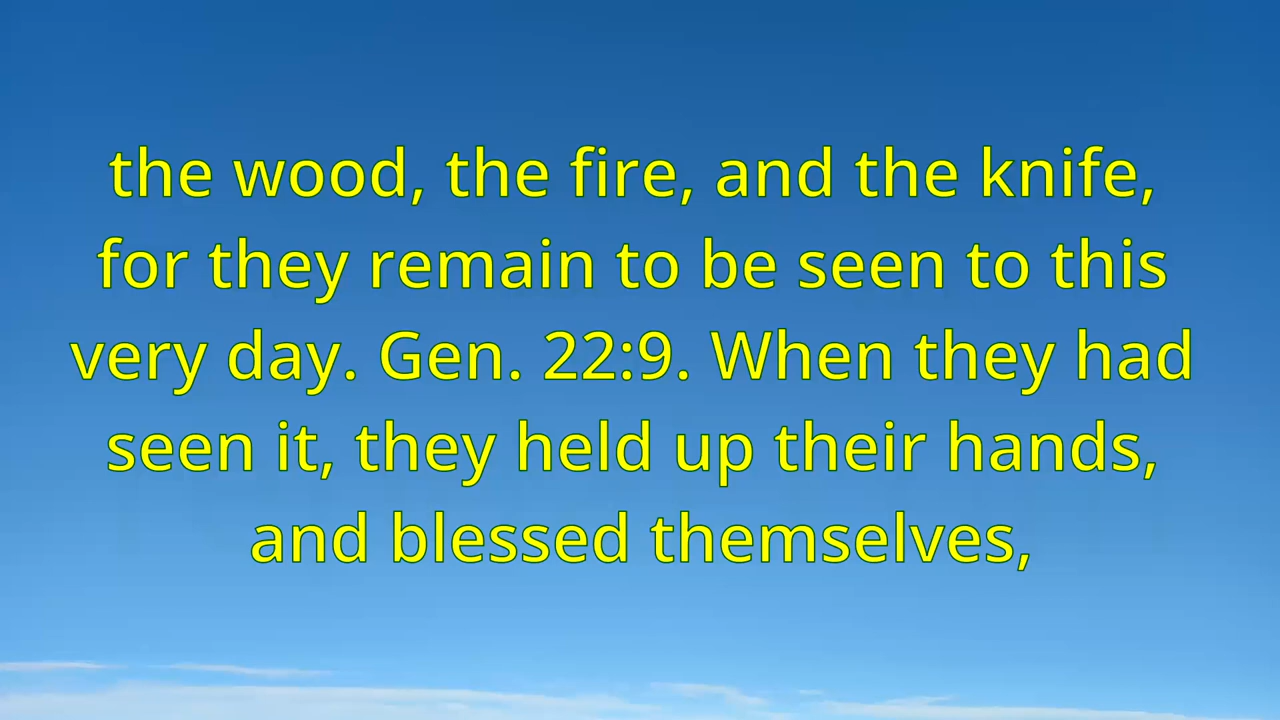 the wood, the fire, and the knife,
for they remain to be seen to this
very day. Gen. 22:9. When they had
seen it, they held up their hands,
and blessed themselves,